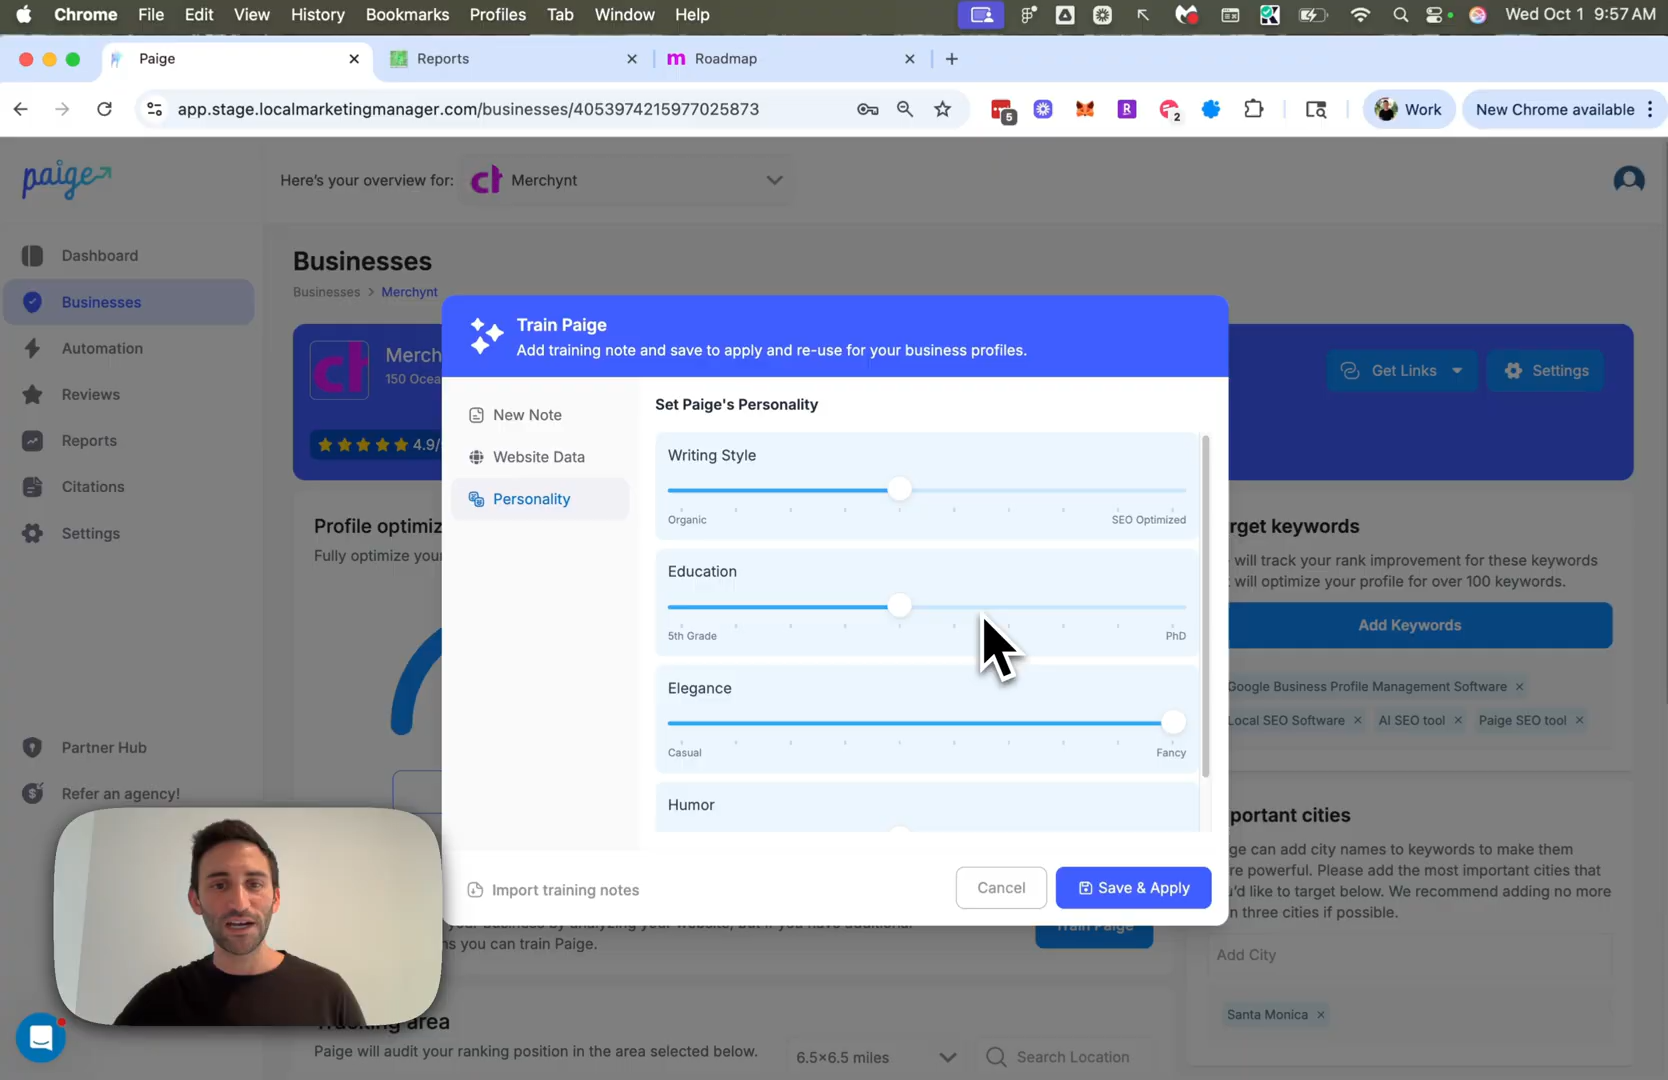 Chrome File Edit View History Bookmarks Profiles Tab Window Help Wed Oct 1 9:57 AM
Paige Reports Roadmap
app.stage.localmarketingmanager.com/businesses/4053974215977025873 5 2 Work New Chrome available
paige Here's your overview for: Merchynt
Dashboard
Businesses
Automation
Reviews
Reports
Citations
Settings
Partner Hub
Refer an agency!
Businesses
Businesses > Merchynt
Merch
150 Ocea
4.9/
Get Links Settings
Profile optimiz
Fully optimize your
Train Paige
Add training note and save to apply and re-use for your business profiles.
New Note
Website Data
Personality
Set Paige's Personality
Writing Style
Organic SEO Optimized
Education
5th Grade PhD
Elegance
Casual Fancy
Humor
Import training notes
Cancel Save & Apply
rget keywords
will track your rank improvement for these keywords
will optimize your profile for over 100 keywords.
Add Keywords
Google Business Profile Management Software ×
Local SEO Software × AI SEO tool × Paige SEO tool ×
portant cities
ge can add city names to keywords to make them
re powerful. Please add the most important cities that
u'd like to target below. We recommend adding no more
n three cities if possible.
Add City
Santa Monica ×
your business by analyzing your website, but if you have additional
ns you can train Paige.
Train Paige
Tracking area
Paige will audit your ranking position in the area selected below.
6.5×6.5 miles Search Location